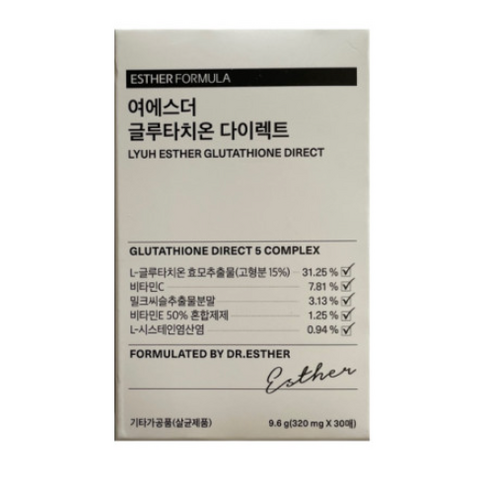 ESTHER FORMULA
여에스더
글루타치온 다이렉트
LYUH ESTHER GLUTATHIONE DIRECT
GLUTATHIONE DIRECT 5 COMPLEX
L-글루타치온 효모추출물(고형분 15%) 31.25 %
비타민C 7.81 %
밀크씨슬추출물분말 3.13 %
비타민E 50% 혼합제제 1.25 %
L-시스테인염산염 0.94 %
FORMULATED BY DR.ESTHER
Esther
기타가공품(살균제품) 9.6 g(320 mg X 30매)